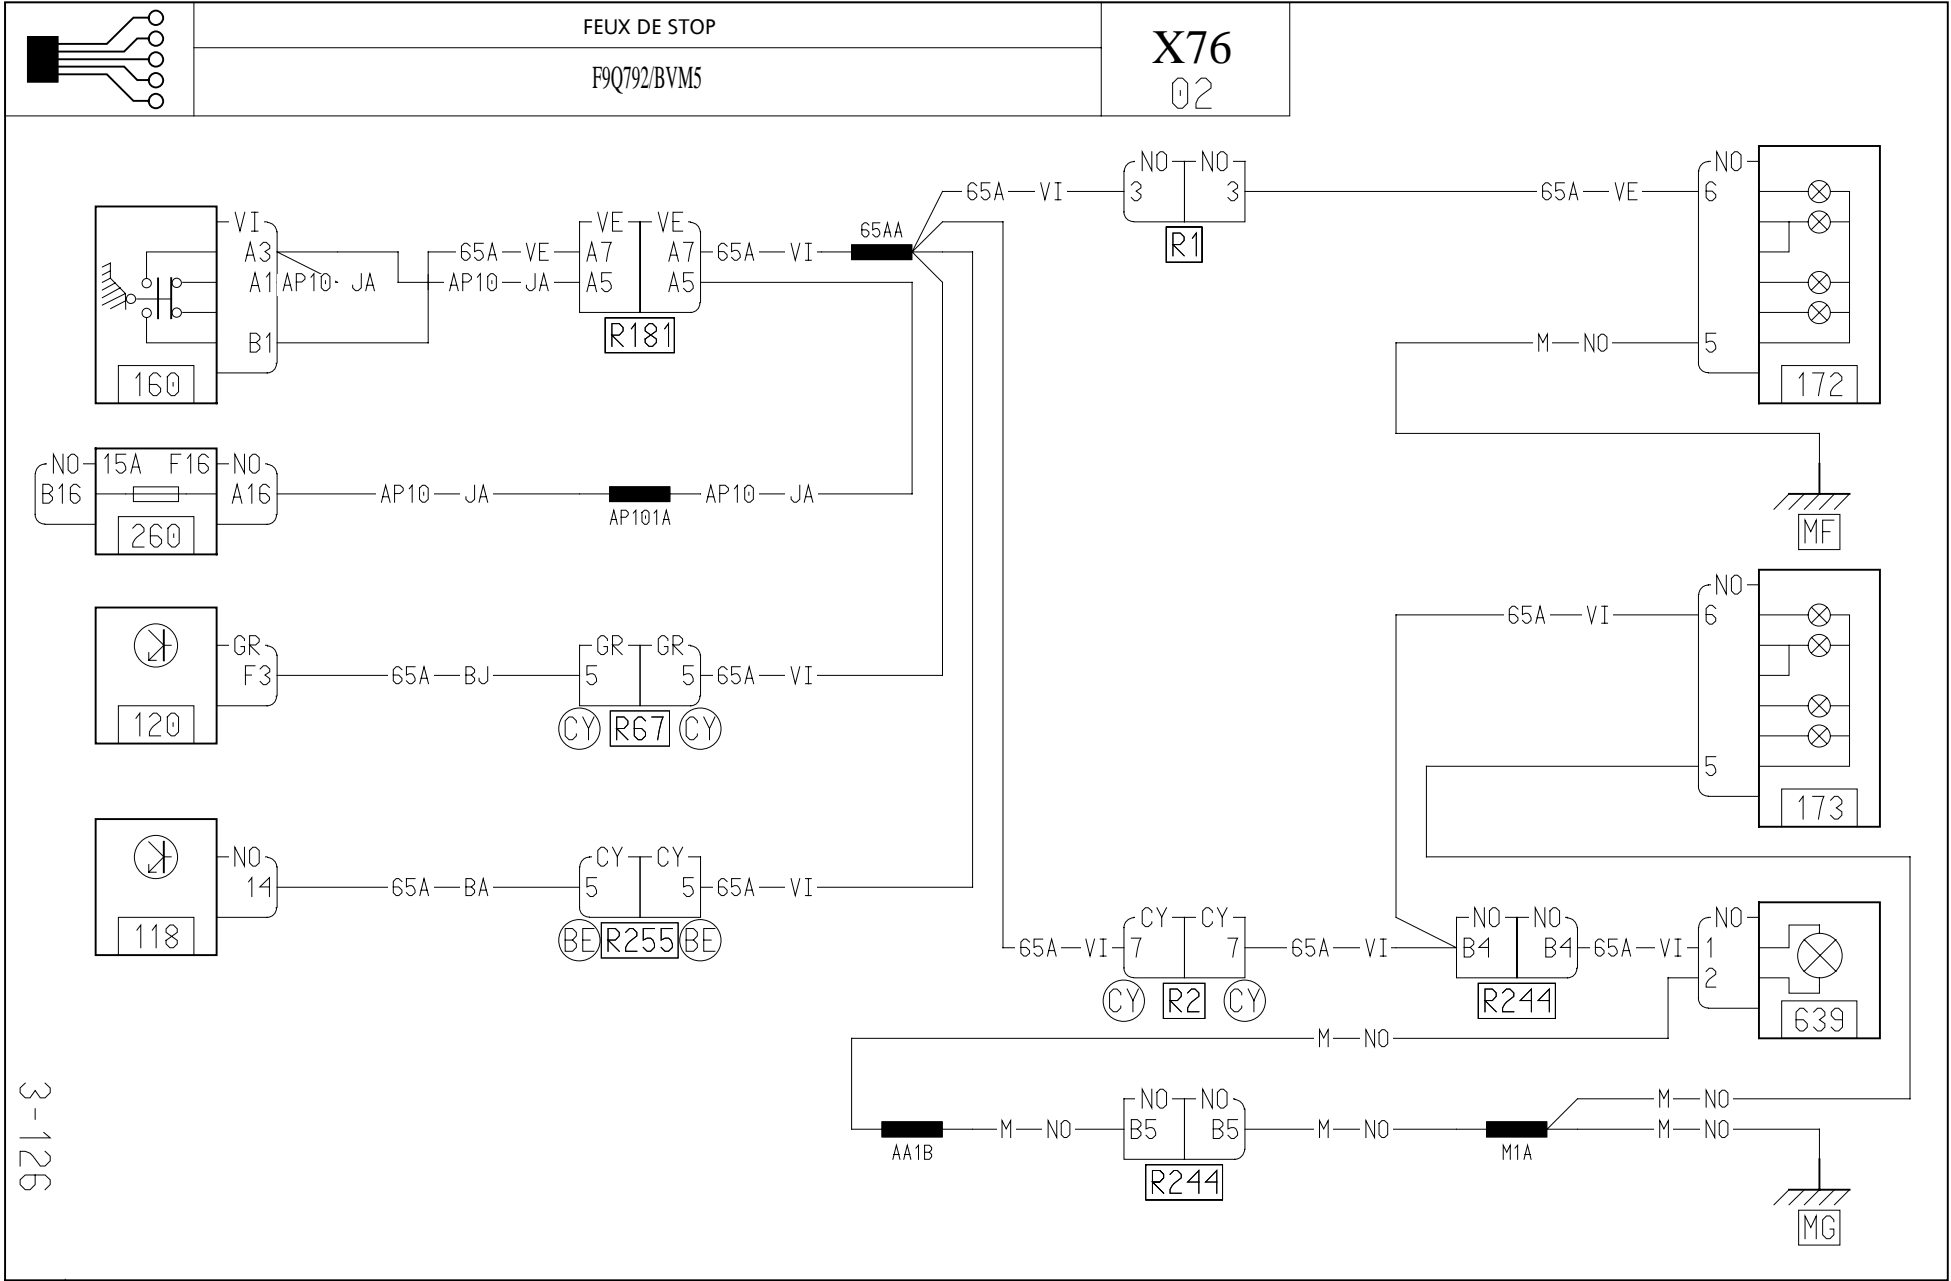 FEUX DE STOP
F9Q792/BVM5
X76
02
NO NO
65A VI 3 3 65A VE
R1
NO
6
M NO 5
172
MF
VI
A3
A1 AP10 JA
B1
160
65A VE
AP10 JA
VE VE
A7 A7
A5 A5
R181
65A VI
65AA
NO 15A F16 NO
B16 A16
260
AP10 JA
AP101A
AP10 JA
GR
F3
120
65A BJ
GR GR
5 5
CY R67 CY
65A VI
NO
65A VI 6
5
173
NO
14
118
65A BA
CY CY
5 5
BE R255 BE
65A VI
CY CY
65A VI 7 7 65A VI
CY R2 CY
NO NO
B4 B4
R244
65A VI
NO
1
2
639
M NO
AA1B
M NO
NO NO
B5 B5
R244
M NO
M1A
M NO
M NO
MG
3-126